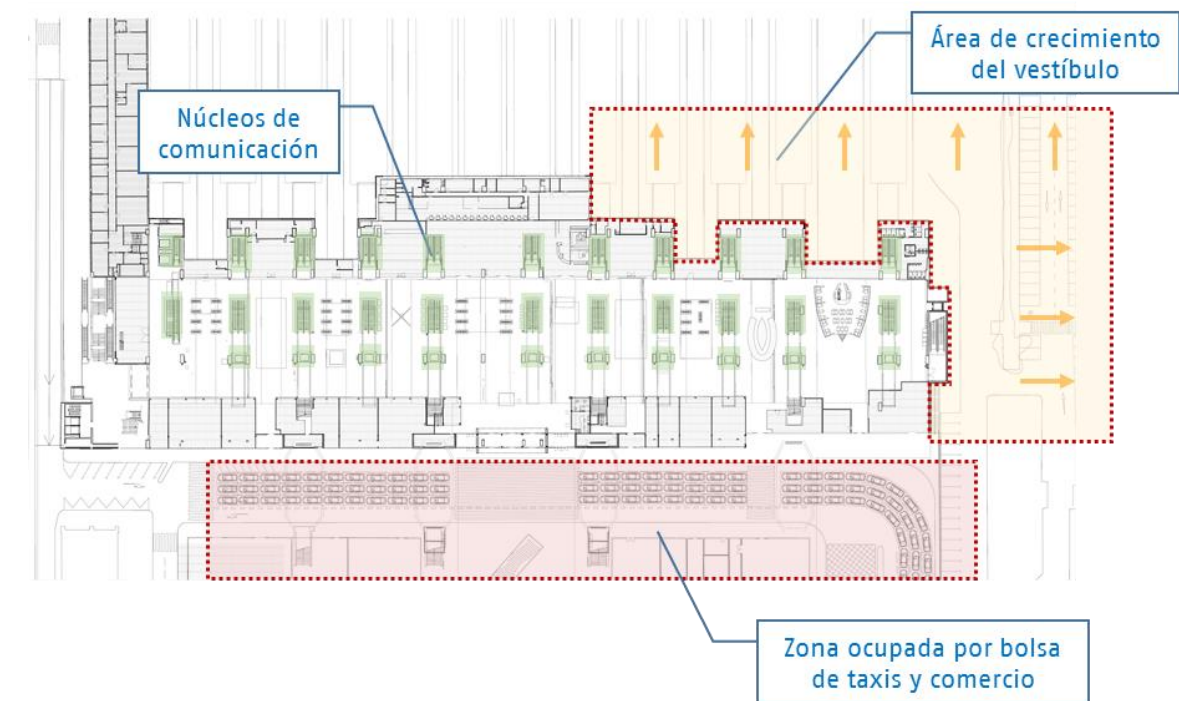 Área de crecimiento
del vestíbulo
Núcleos de
comunicación
Zona ocupada por bolsa
de taxis y comercio